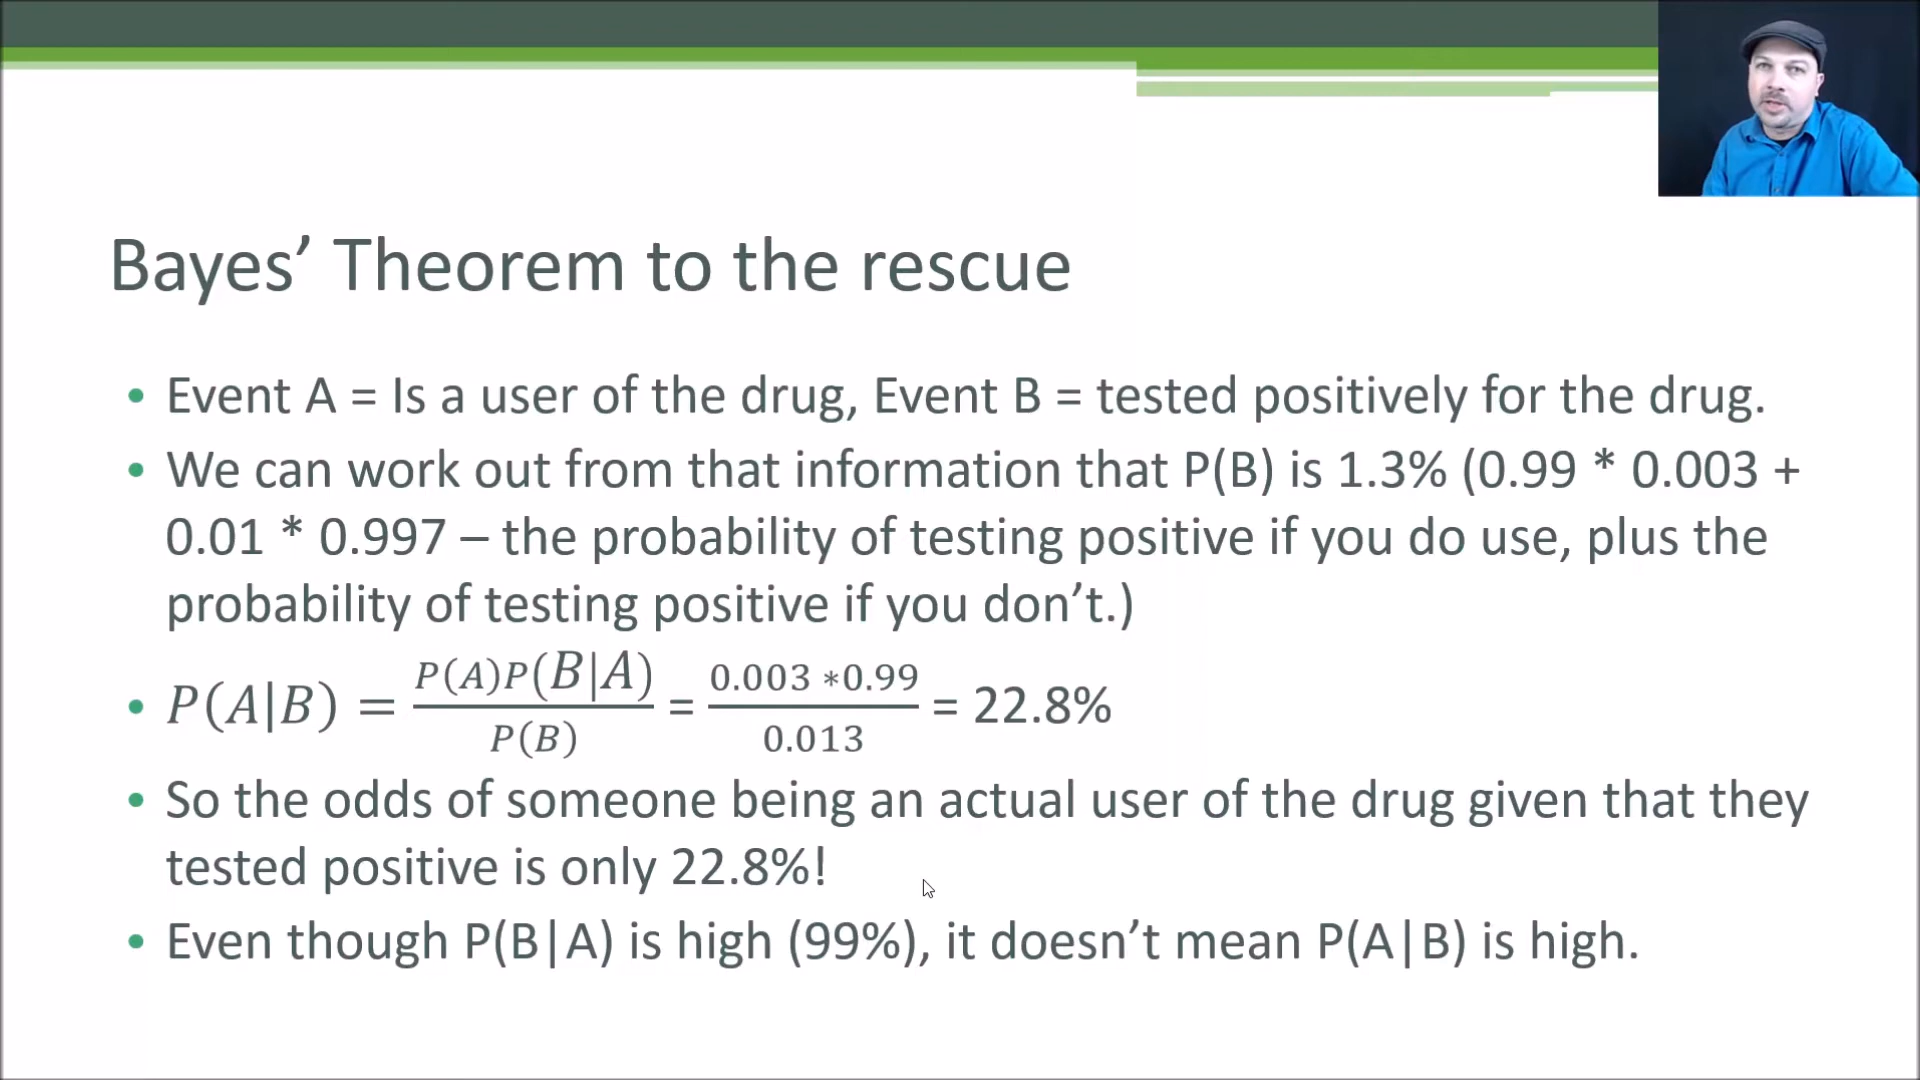 Bayes’ Theorem to the rescue
• Event A = Is a user of the drug, Event B = tested positively for the drug.
• We can work out from that information that P(B) is 1.3% (0.99 * 0.003 +
0.01 * 0.997 – the probability of testing positive if you do use, plus the
probability of testing positive if you don’t.)
• P(A|B) = P(A)P(B|A) / P(B) = 0.003 ∗0.99 / 0.013 = 22.8%
• So the odds of someone being an actual user of the drug given that they
tested positive is only 22.8%!
• Even though P(B|A) is high (99%), it doesn’t mean P(A|B) is high.